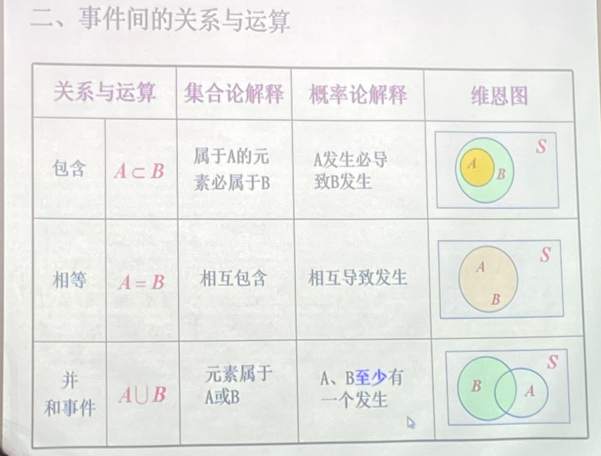 二、事件间的关系与运算
关系与运算 集合论解释 概率论解释 维恩图
包含 A⊂B 属于A的元 A发生必导 S
素必属于B 致B发生 A B
相等 A=B 相互包含 相互导致发生 S
A
B
并 元素属于 A、B至少有 S
和事件 A∪B A或B 一个发生 B A